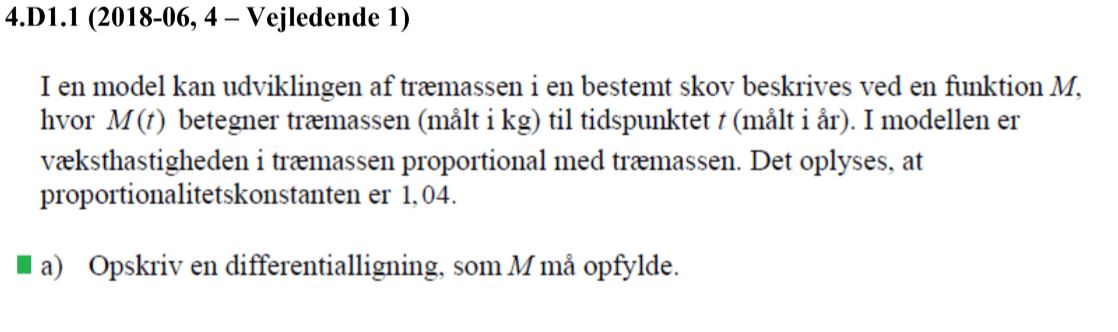 4.D1.1 (2018-06, 4 – Vejledende 1)
I en model kan udviklingen af træmassen i en bestemt skov beskrives ved en funktion M,
hvor M(t) betegner træmassen (målt i kg) til tidspunktet t (målt i år). I modellen er
væksthastigheden i træmassen proportional med træmassen. Det oplyses, at
proportionalitetskonstanten er 1,04.
a) Opskriv en differentialligning, som M må opfylde.